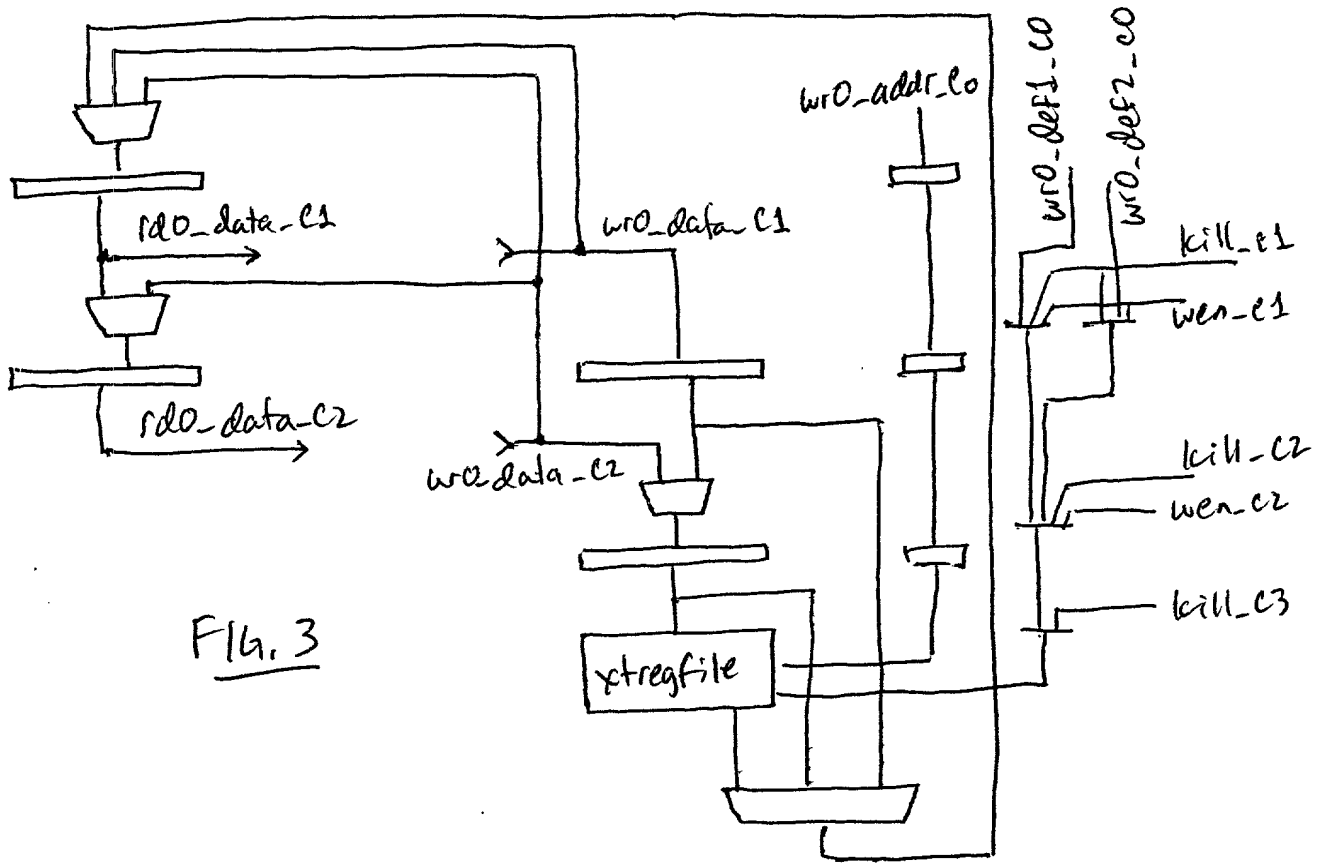 wr0_def1_c0
wr0_def2_c0
wr0_addr_c0
rd0_data_c1
wr0_data_c1
kill_c1
wen_c1
rd0_data_c2
wr0_data_c2
kill_c2
wen_c2
kill_c3
FIG. 3
xtregfile